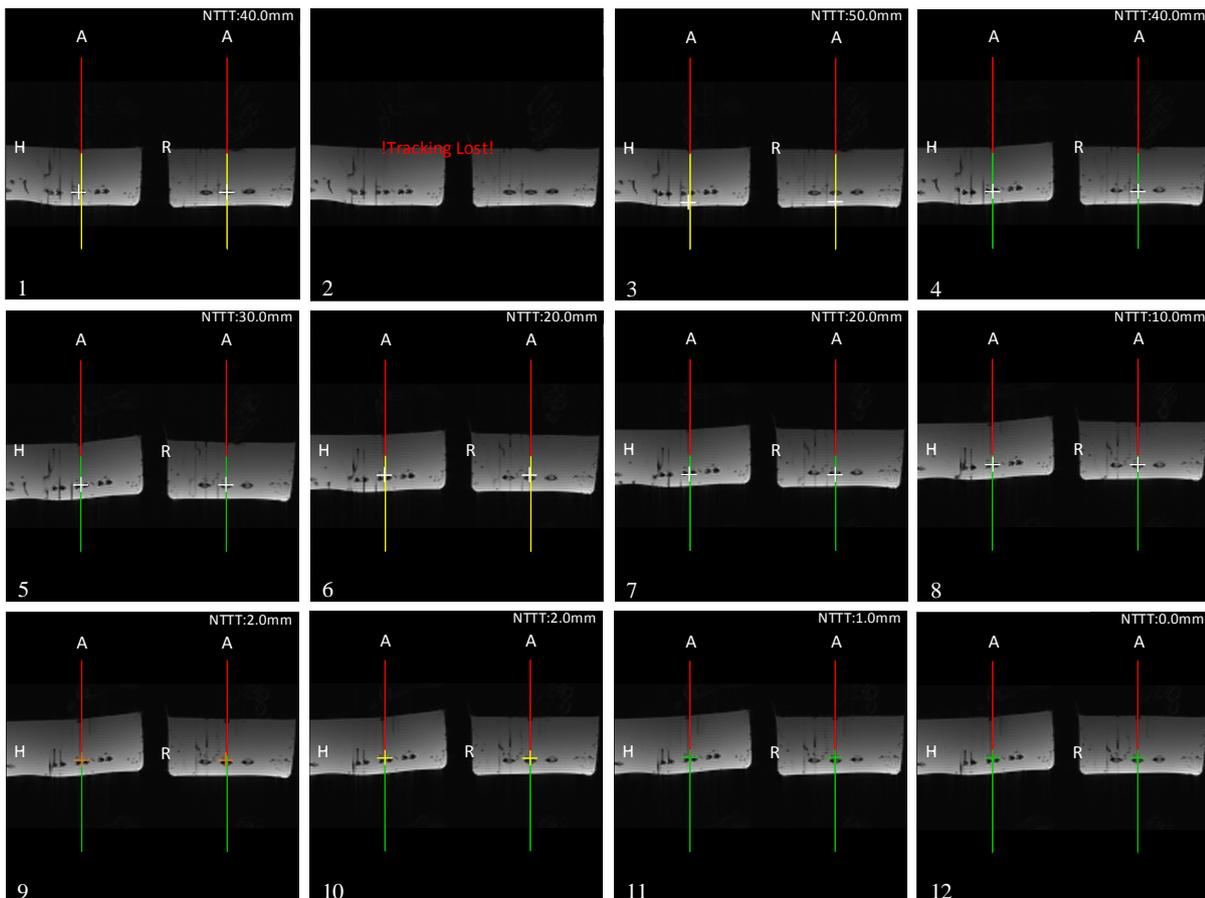 NTTT:40.0mm
A A
H R
1
!Tracking Lost!
2
NTTT:50.0mm
A A
H R
3
NTTT:40.0mm
A A
H R
4
NTTT:30.0mm
A A
H R
5
NTTT:20.0mm
A A
H R
6
NTTT:20.0mm
A A
H R
7
NTTT:10.0mm
A A
H R
8
NTTT:2.0mm
A A
H R
9
NTTT:2.0mm
A A
H R
10
NTTT:1.0mm
A A
H R
11
NTTT:0.0mm
A A
H R
12